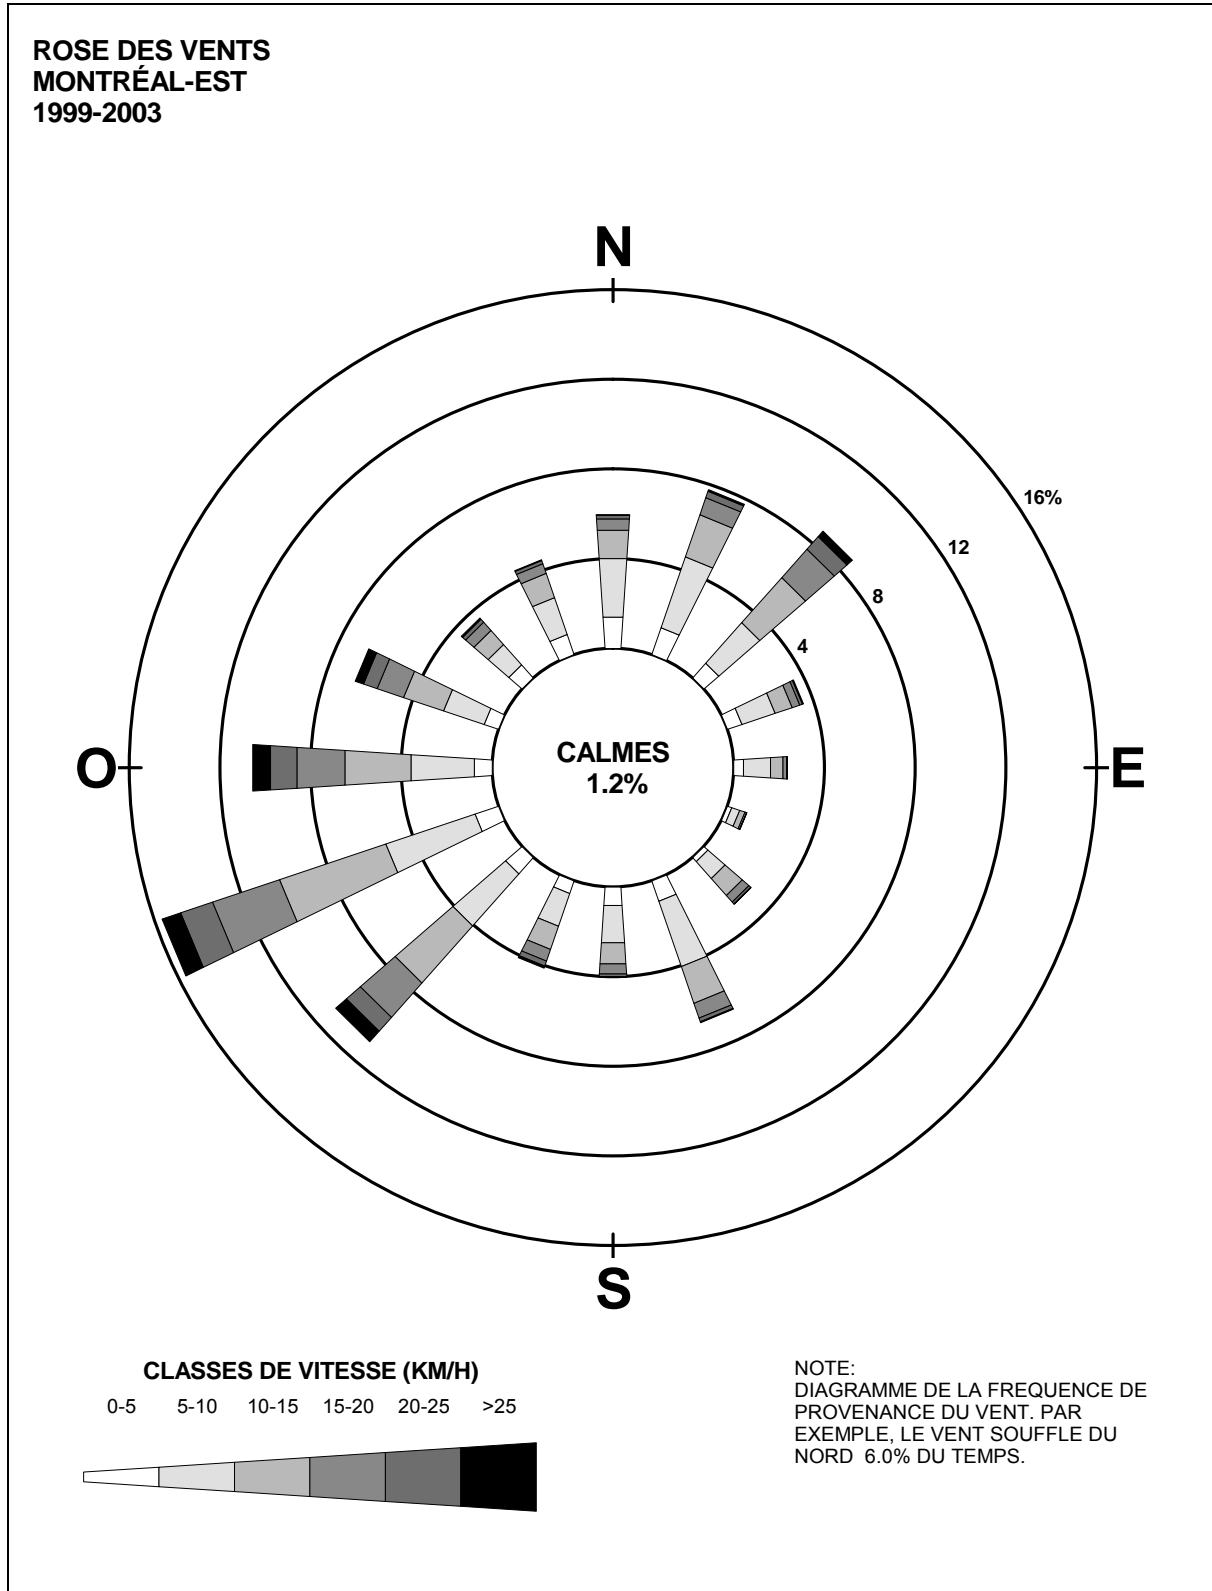 ROSE DES VENTS
MONTRÉAL-EST
1999-2003
N
16%
12
8
4
CALMES
1.2%
O
E
S
CLASSES DE VITESSE (KM/H)
0-5 5-10 10-15 15-20 20-25 >25
NOTE:
DIAGRAMME DE LA FREQUENCE DE
PROVENANCE DU VENT. PAR
EXEMPLE, LE VENT SOUFFLE DU
NORD 6.0% DU TEMPS.